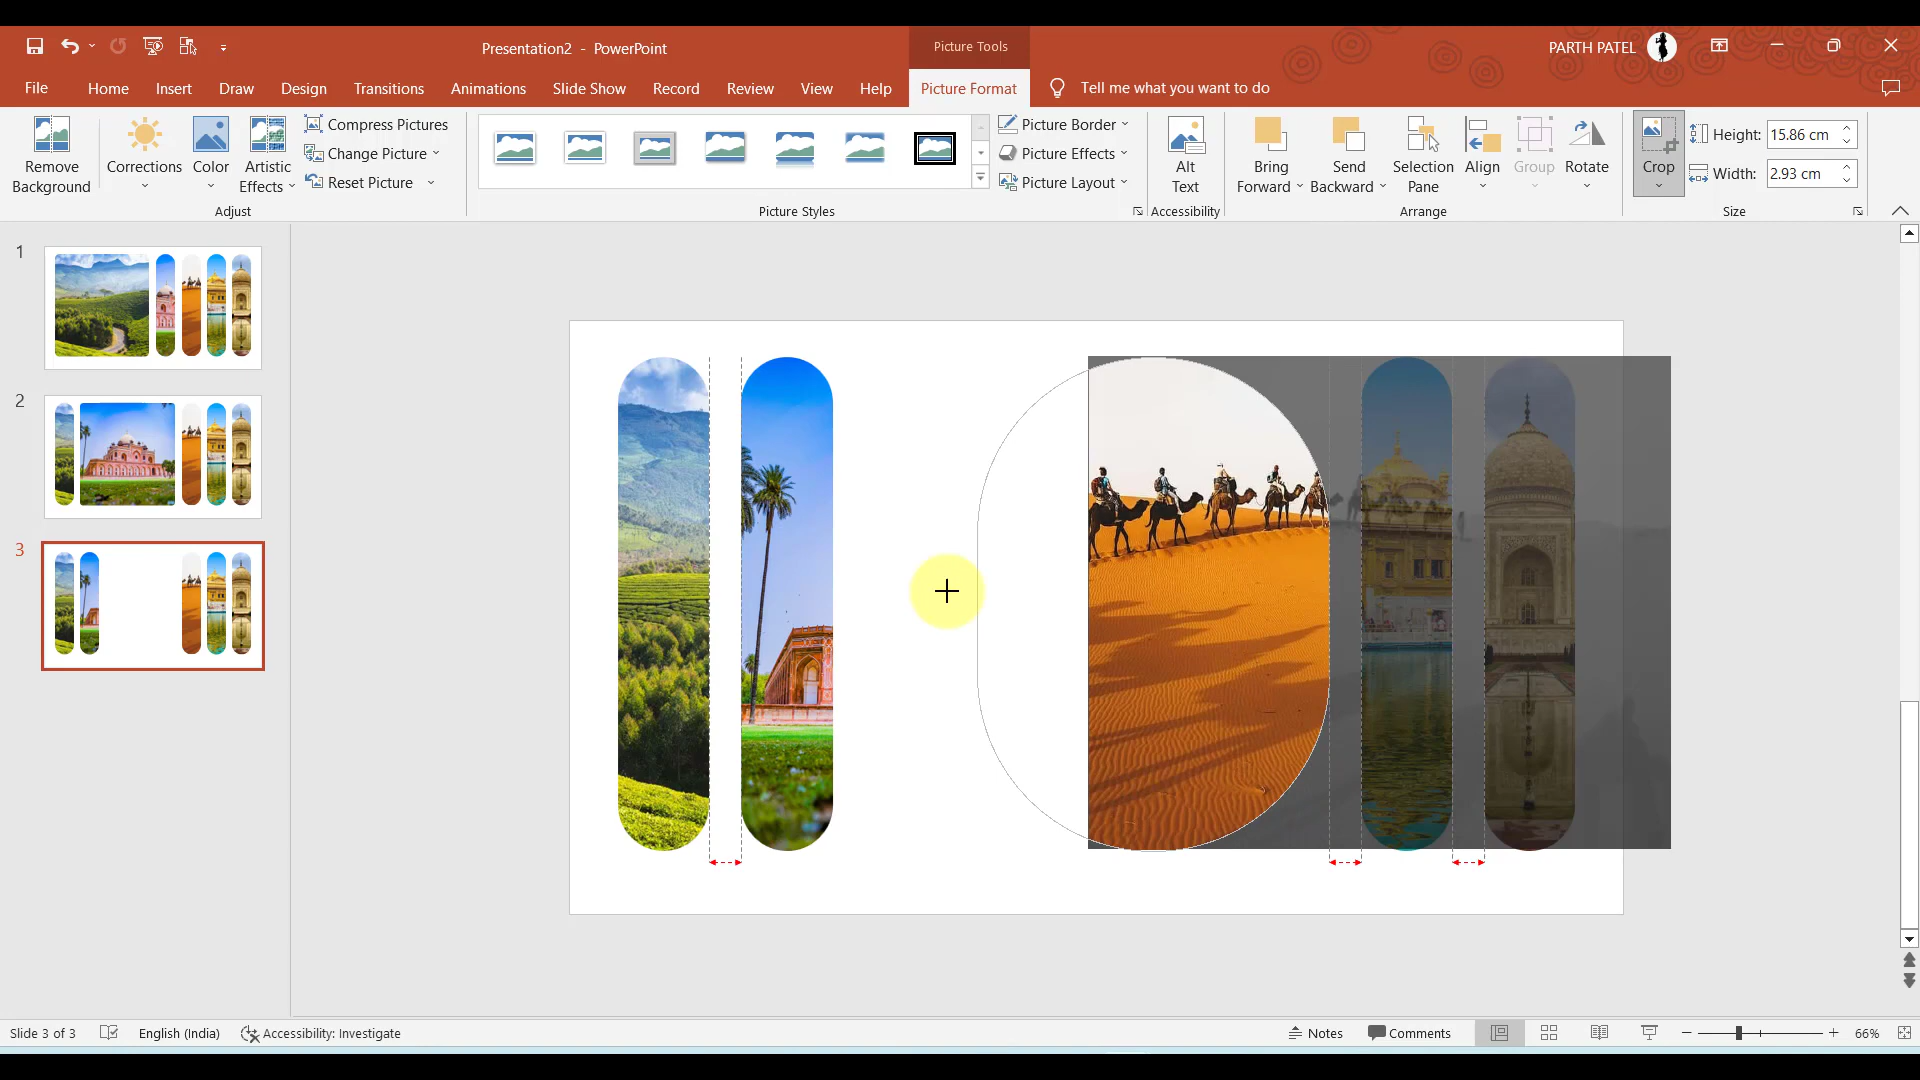 Presentation2 - PowerPoint
Picture Tools
PARTH PATEL
File
Home
Insert
Draw
Design
Transitions
Animations
Slide Show
Record
Review
View
Help
Picture Format
Tell me what you want to do
Remove Background
Corrections
Color
Artistic Effects
Compress Pictures
Change Picture
Reset Picture
Adjust
Picture Styles
Picture Border
Picture Effects
Picture Layout
Alt Text
Accessibility
Bring Forward
Send Backward
Selection Pane
Align
Group
Rotate
Arrange
Crop
Height: 15.86 cm
Width: 2.93 cm
Size
1
2
3
Slide 3 of 3
English (India)
Accessibility: Investigate
Notes
Comments
66%